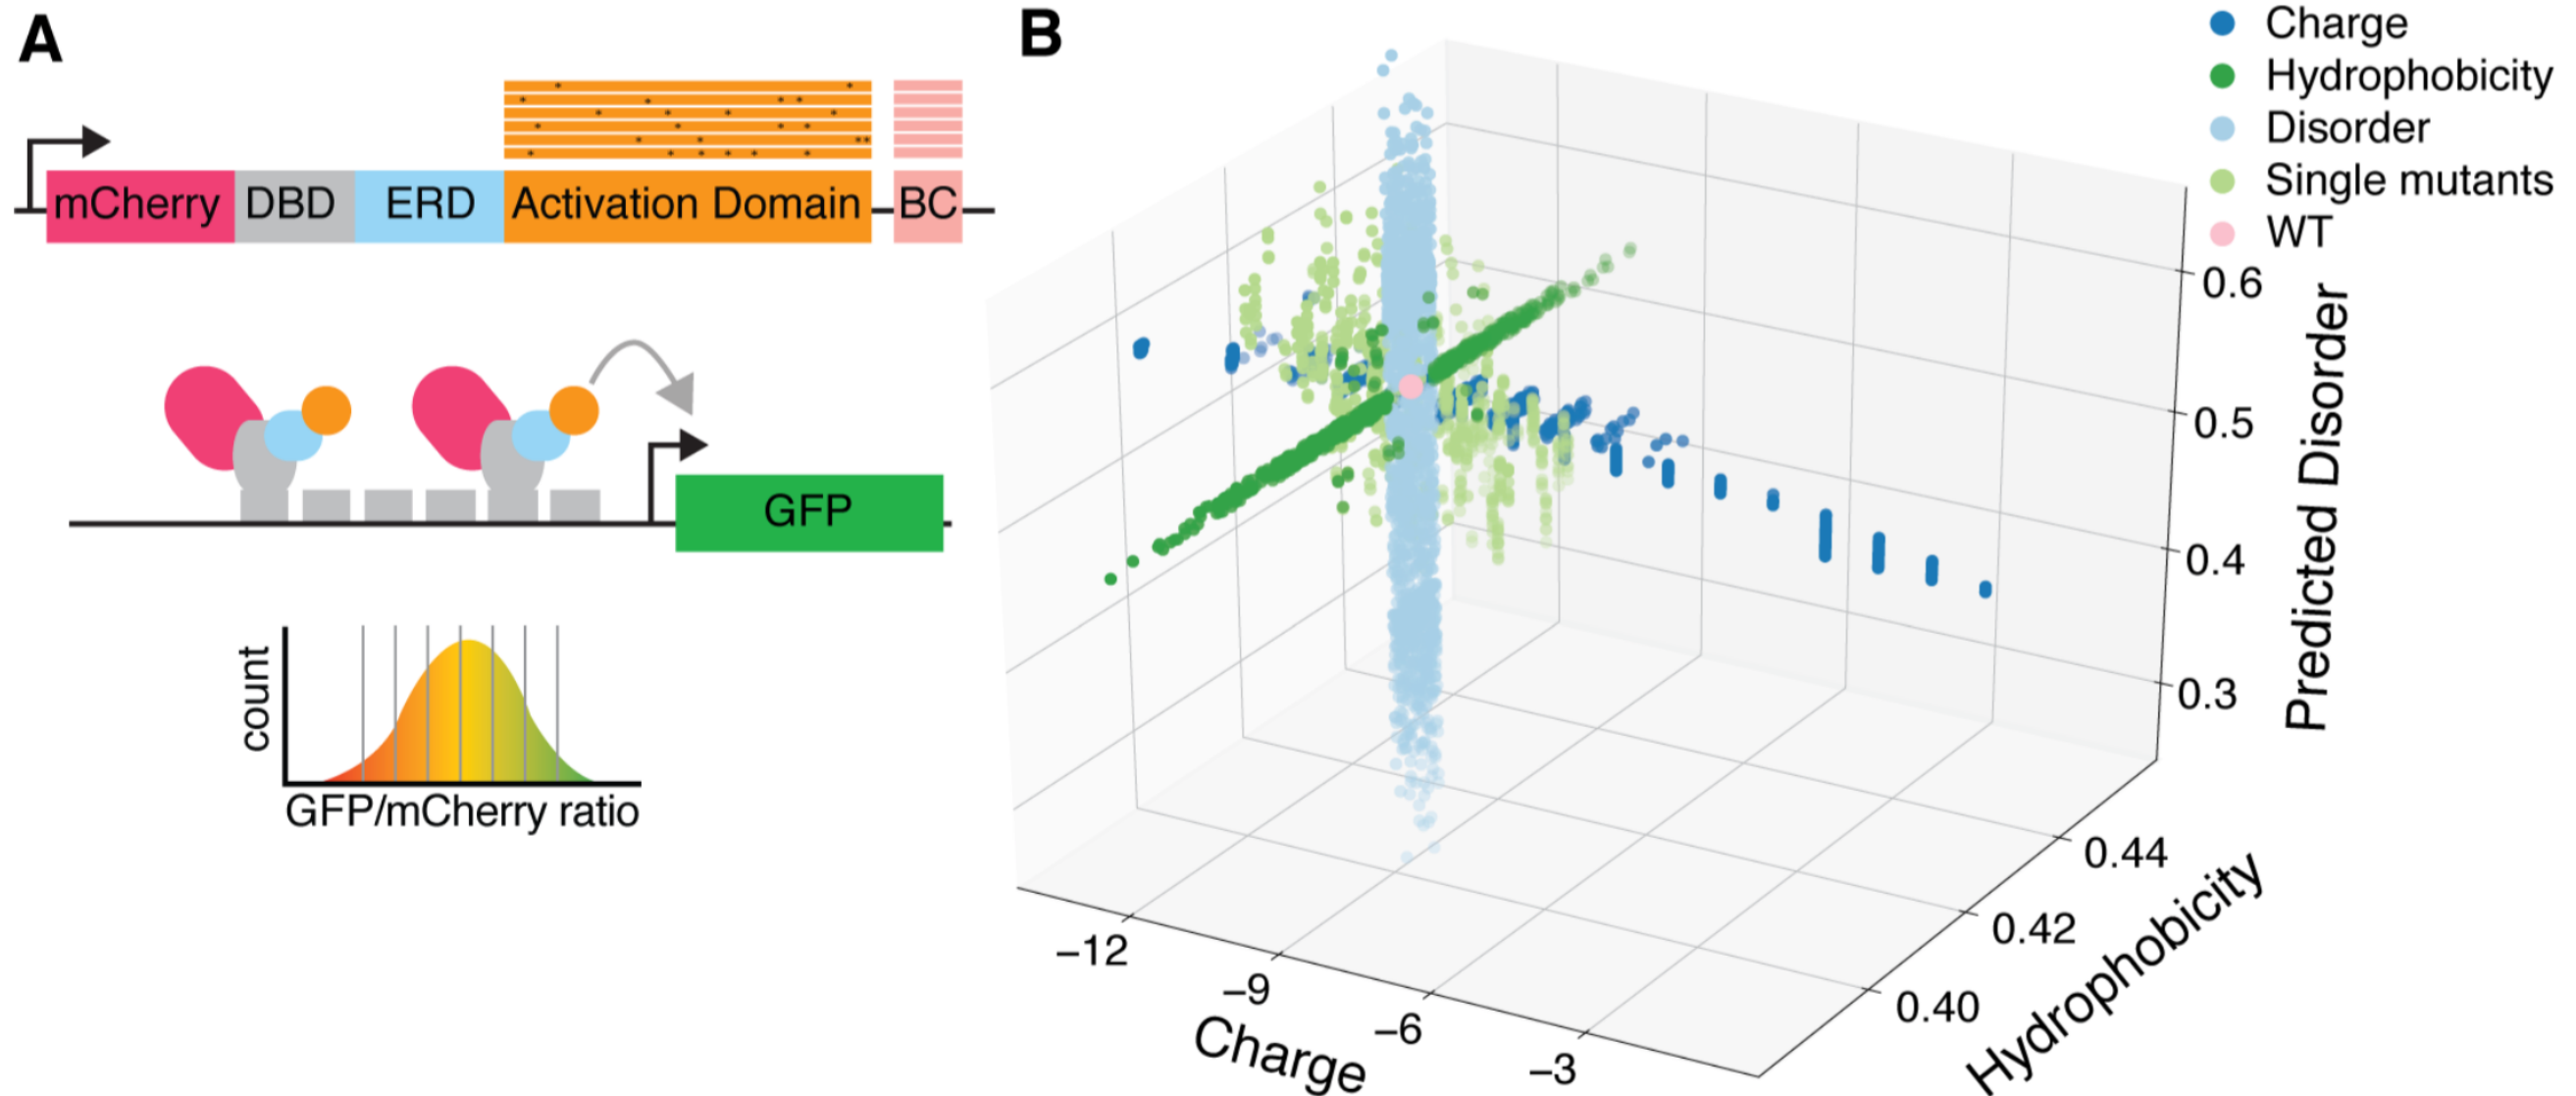 A
mCherry DBD ERD Activation Domain BC
GFP
count
GFP/mCherry ratio
B
Charge
Hydrophobicity
Disorder
Single mutants
WT
0.6
0.5
0.4
0.3
Predicted Disorder
0.44
0.42
0.40
Hydrophobicity
−12
−9
−6
−3
Charge